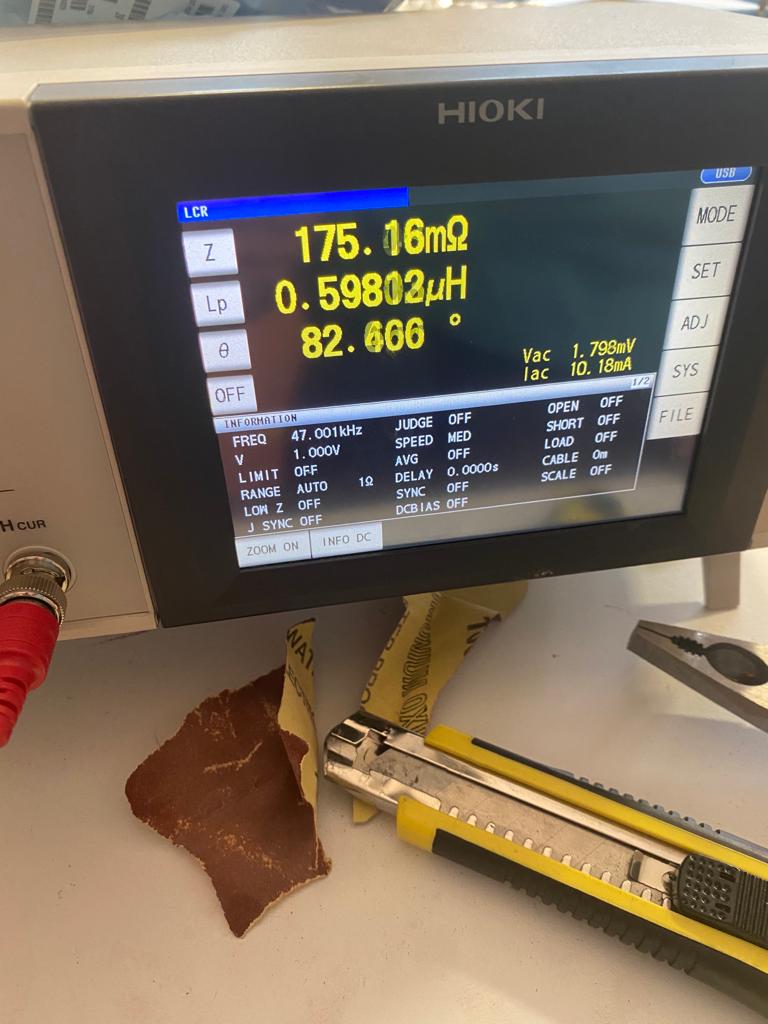 HIOKI
USB
LCR
MODE
Z 175.16mΩ
SET
Lp 0.59802µH
ADJ
θ 82.466 °
Vac 1.798mV
Iac 10.18mA
SYS
OFF
1/2
FILE
INFORMATION
FREQ 47.001kHz JUDGE OFF OPEN OFF
V 1.000V SPEED MED SHORT OFF
LIMIT OFF AVG OFF LOAD OFF
RANGE AUTO 1Ω DELAY 0.0000s CABLE 0m
LOW Z OFF SYNC OFF SCALE OFF
J SYNC OFF DCBIAS OFF
ZOOM ON INFO DC
H CUR
WAT